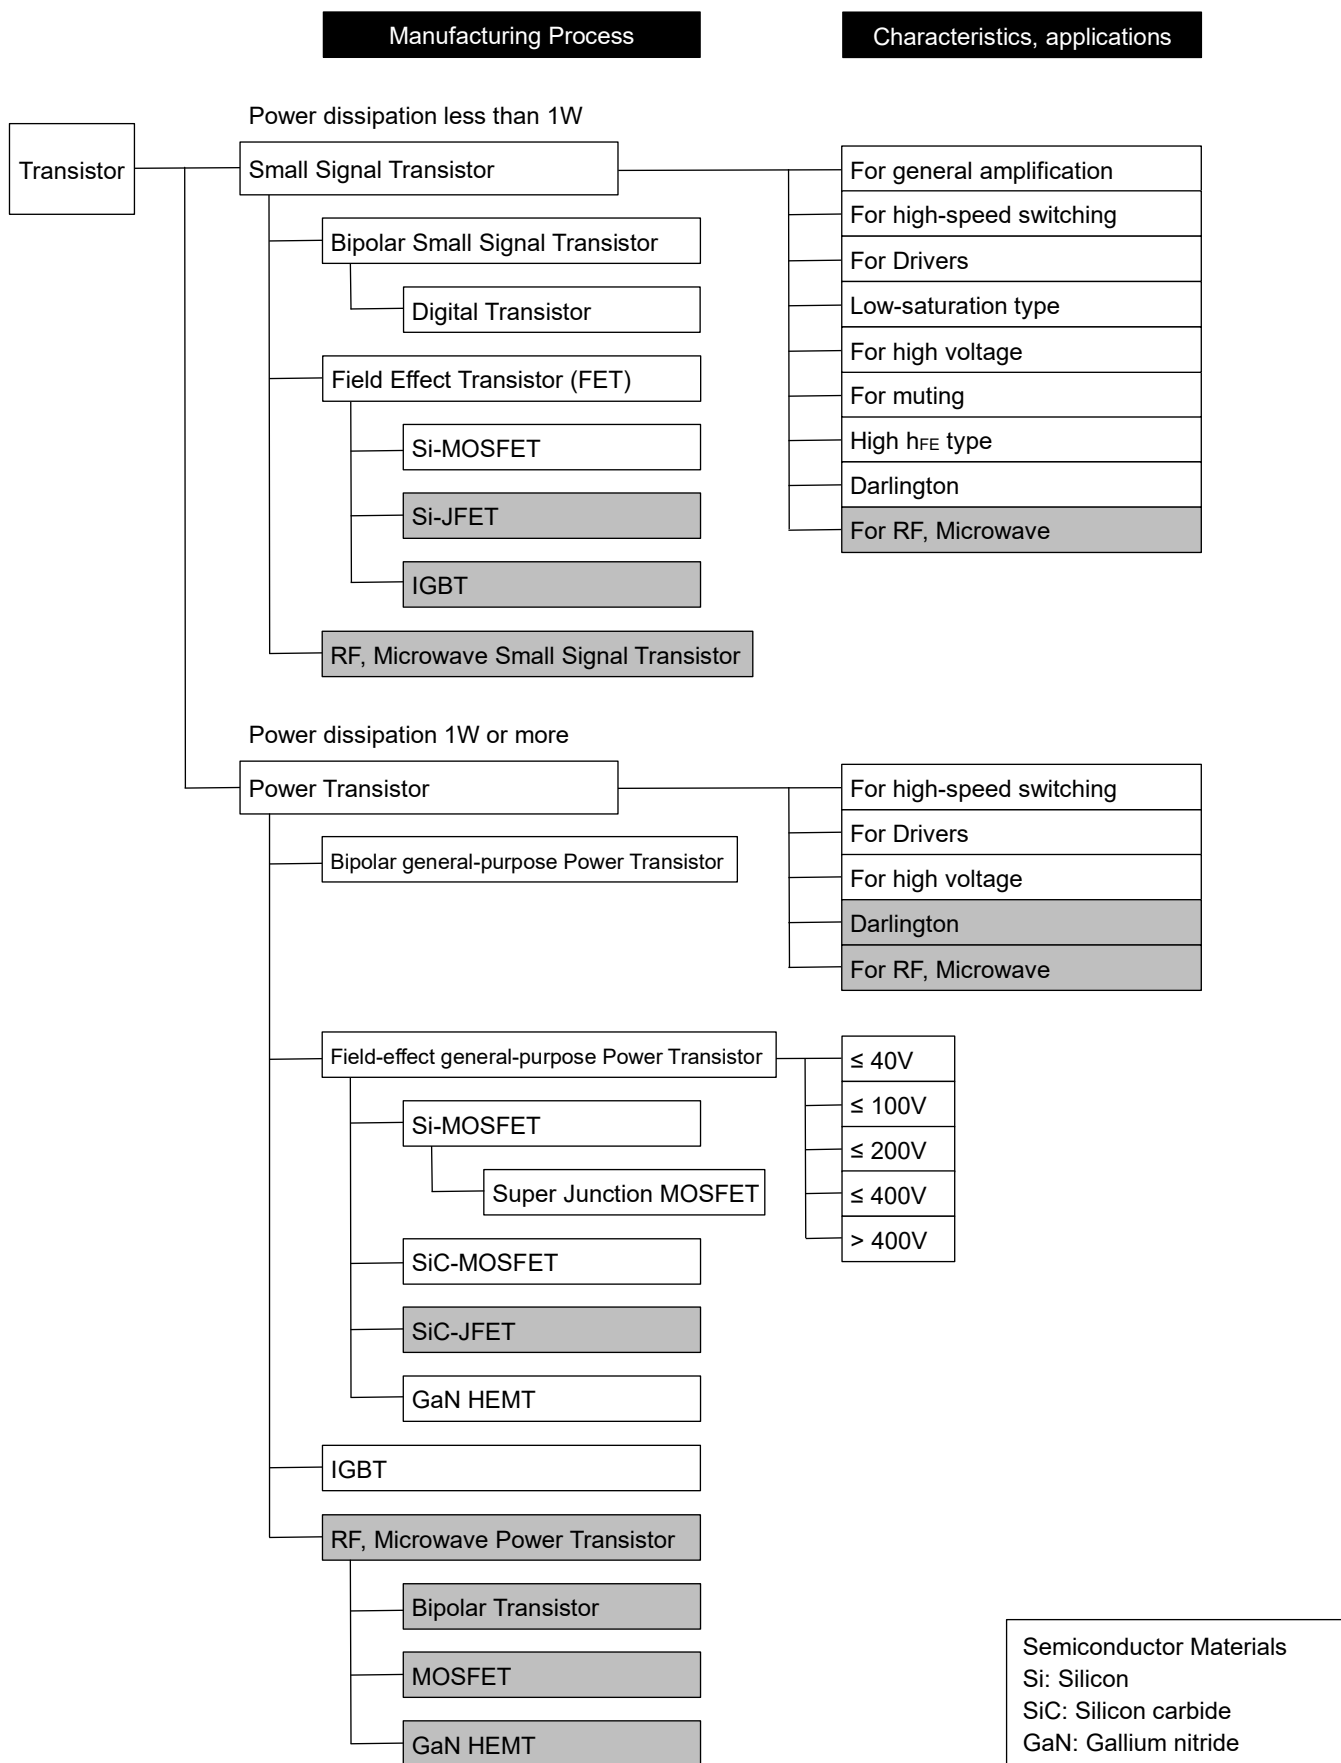 Manufacturing Process
Characteristics, applications
Power dissipation less than 1W
Transistor
Small Signal Transistor
Bipolar Small Signal Transistor
Digital Transistor
Field Effect Transistor (FET)
Si-MOSFET
Si-JFET
IGBT
RF, Microwave Small Signal Transistor
For general amplification
For high-speed switching
For Drivers
Low-saturation type
For high voltage
For muting
High hFE type
Darlington
For RF, Microwave
Power dissipation 1W or more
Power Transistor
Bipolar general-purpose Power Transistor
For high-speed switching
For Drivers
For high voltage
Darlington
For RF, Microwave
Field-effect general-purpose Power Transistor
Si-MOSFET
Super Junction MOSFET
SiC-MOSFET
SiC-JFET
GaN HEMT
≤ 40V
≤ 100V
≤ 200V
≤ 400V
> 400V
IGBT
RF, Microwave Power Transistor
Bipolar Transistor
MOSFET
GaN HEMT
Semiconductor Materials
Si: Silicon
SiC: Silicon carbide
GaN: Gallium nitride